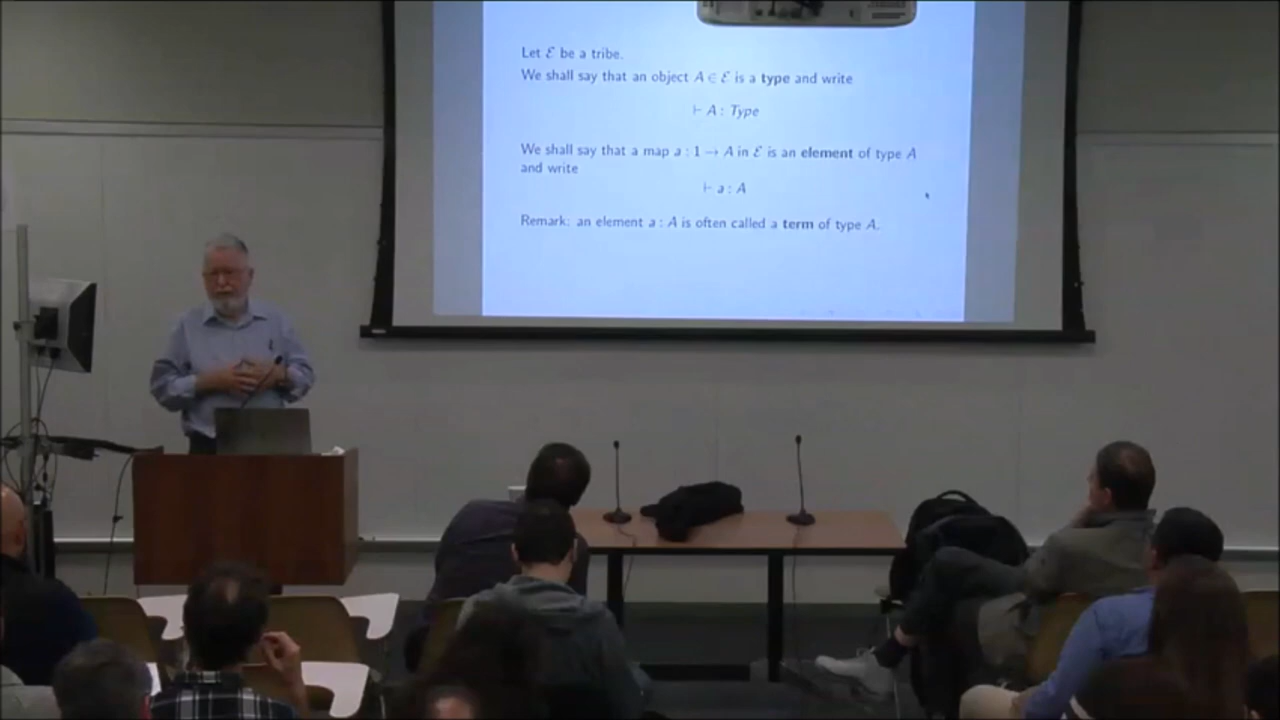 Let ℰ be a tribe.
We shall say that an object A ∈ ℰ is a type and write
⊢ A : Type
We shall say that a map a : 1 → A in ℰ is an element of type A
and write
⊢ a : A
Remark: an element a : A is often called a term of type A.